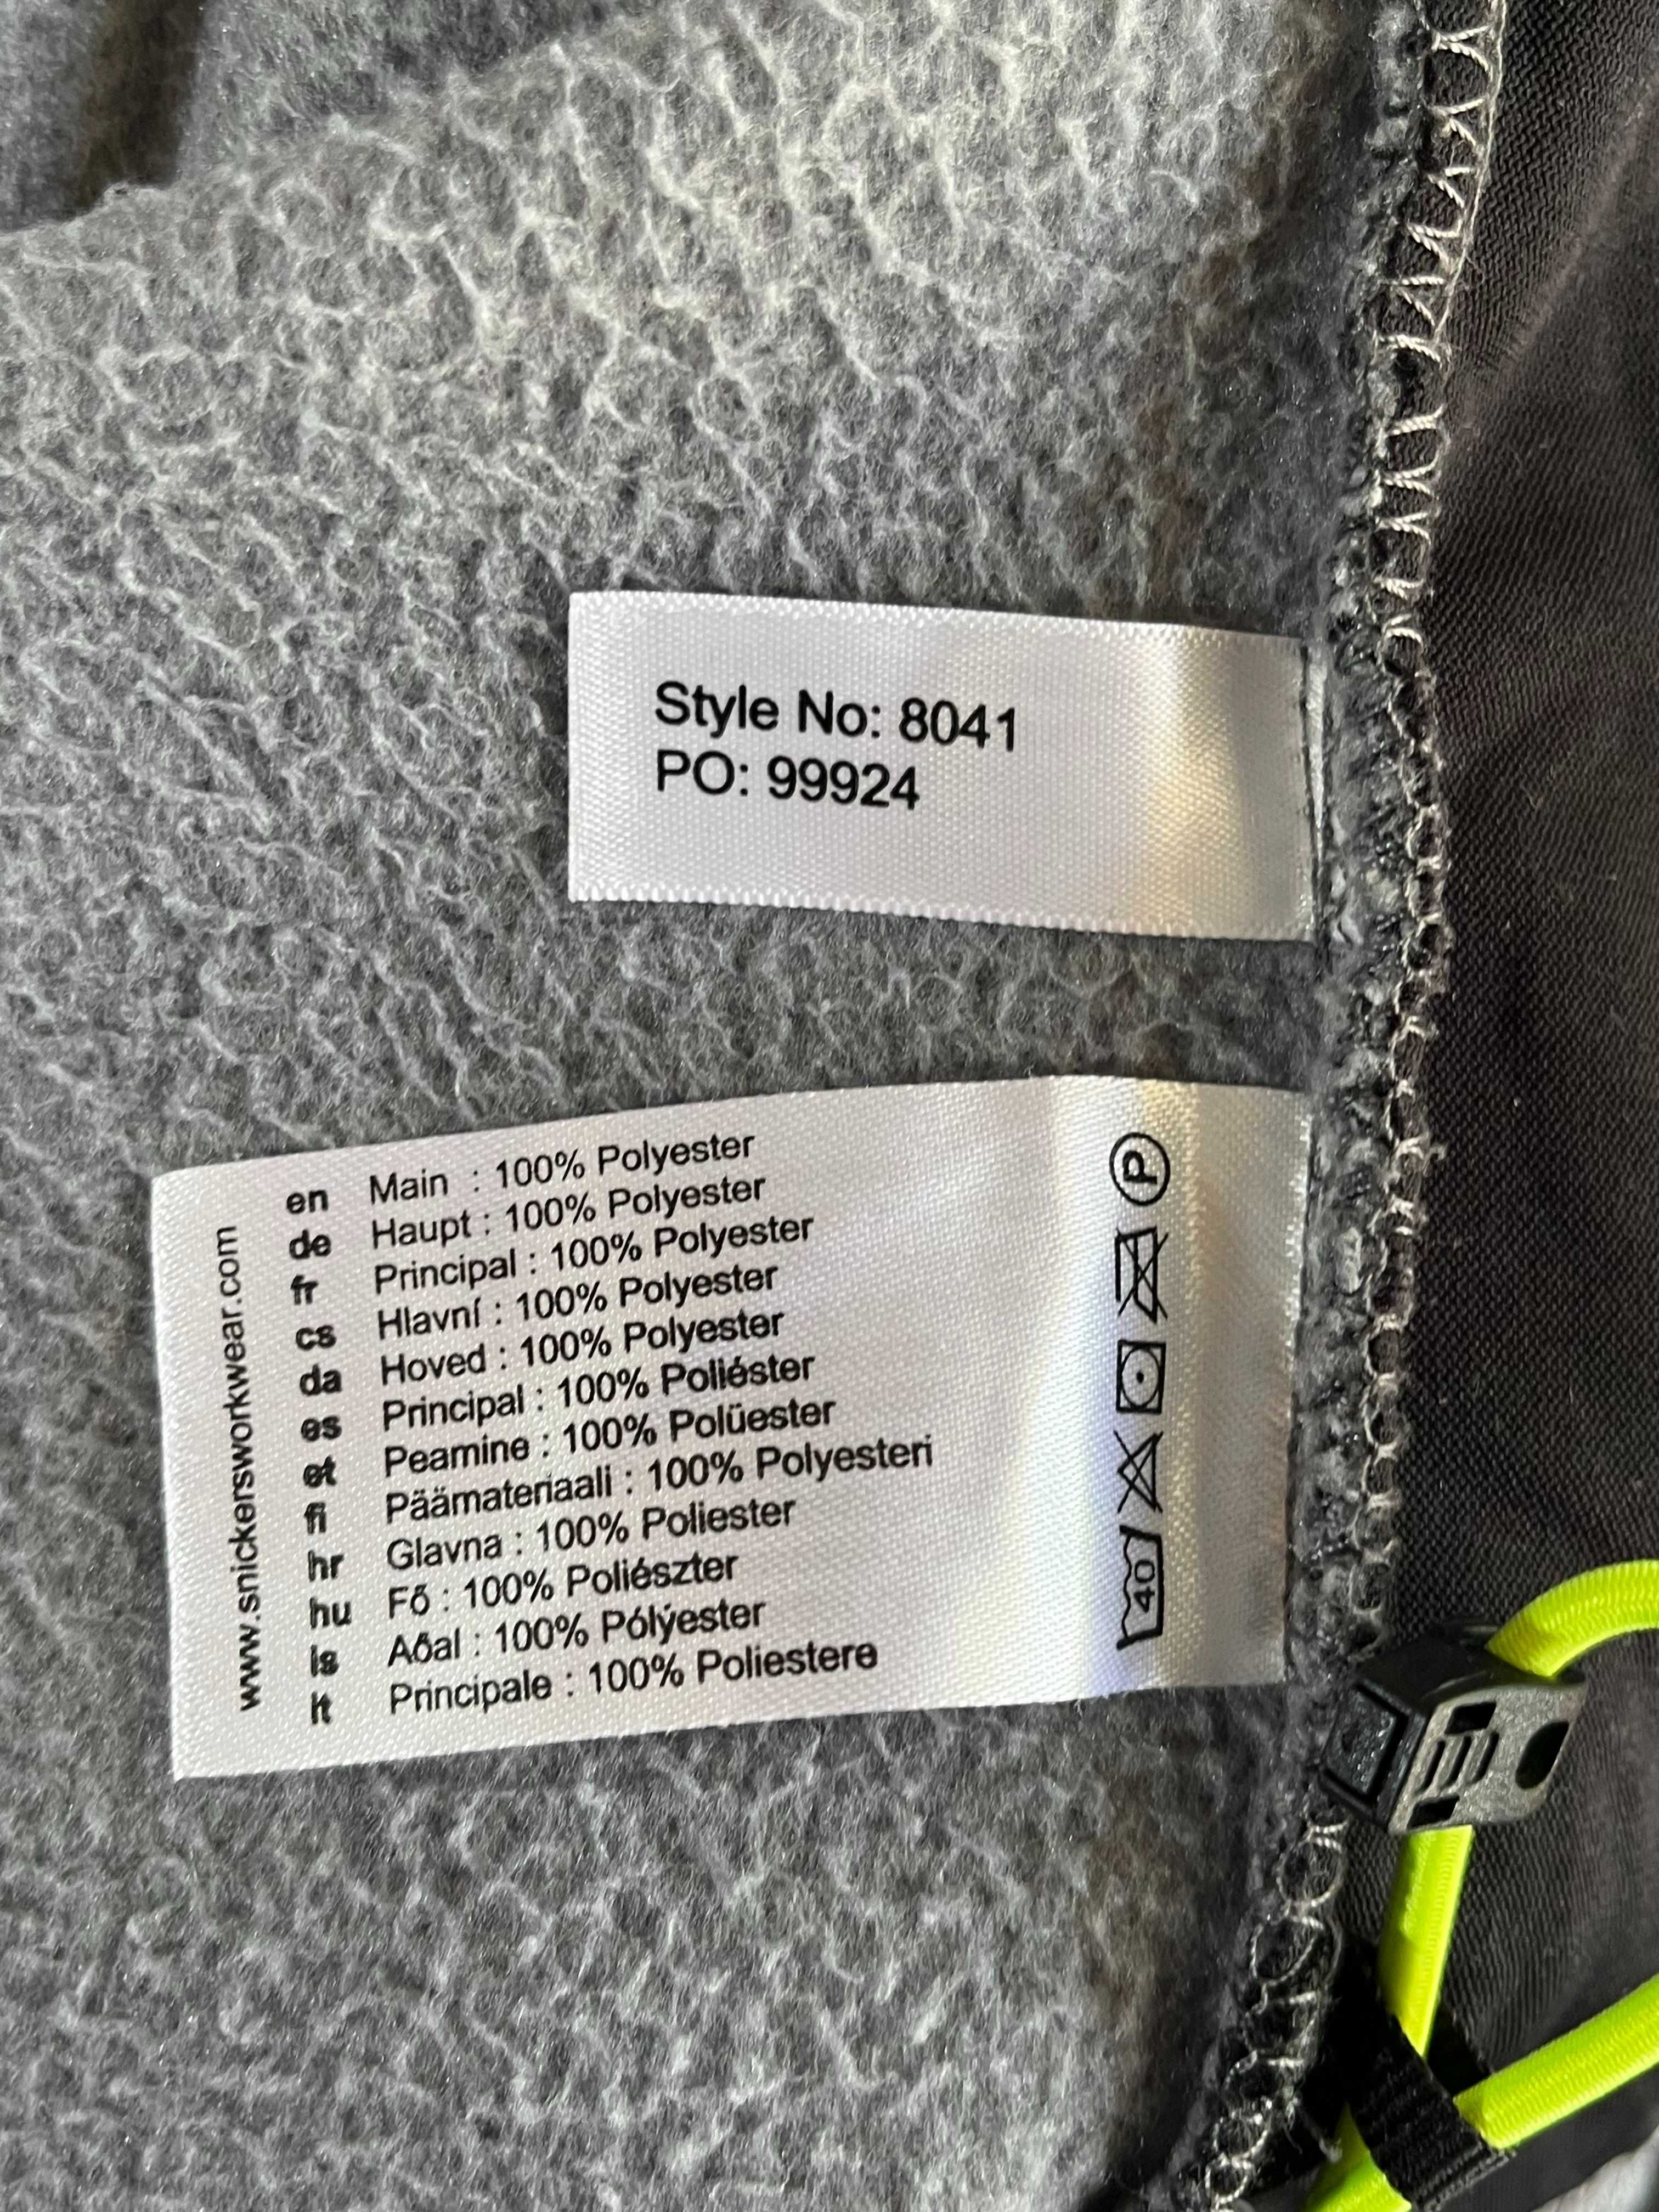 Style No: 8041
PO: 99924
www.snickersworkwear.com
en Main : 100% Polyester
de Haupt : 100% Polyester
fr Principal : 100% Polyester
cs Hlavní : 100% Polyester
da Hoved : 100% Polyester
es Principal : 100% Poliéster
et Peamine : 100% Polüester
fi Päämateriaali : 100% Polyesteri
hr Glavna : 100% Poliester
hu Fő : 100% Poliészter
is Aðal : 100% Pólýester
it Principale : 100% Poliestere
40
P